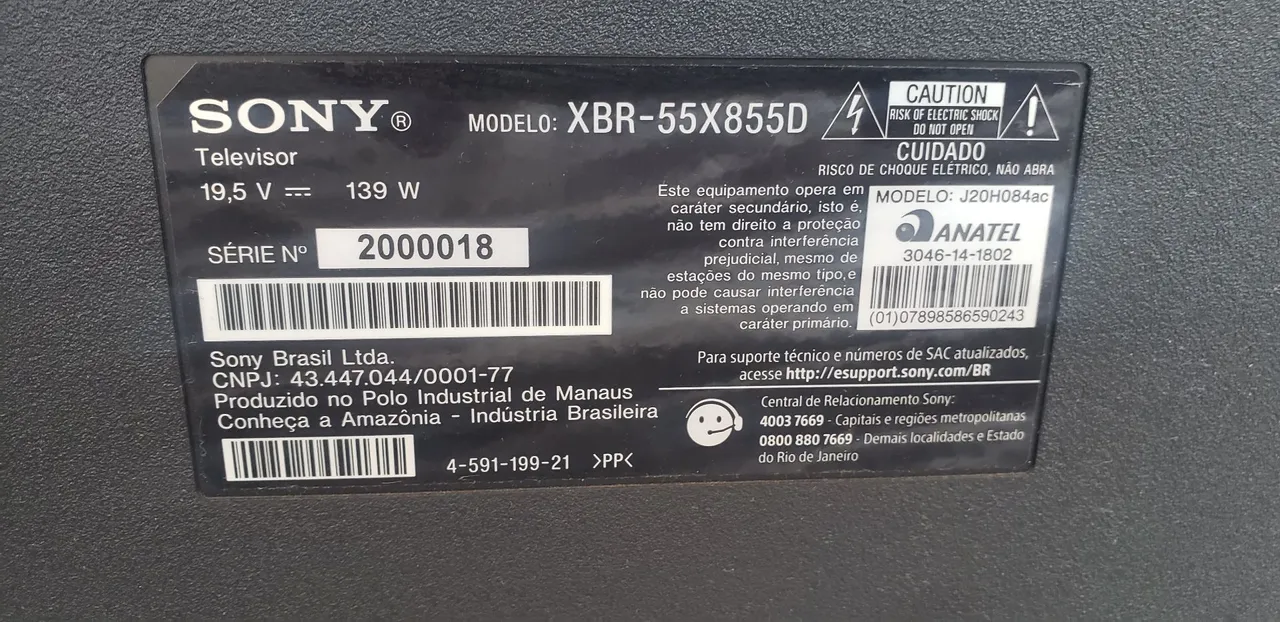 SONY®
MODELO: XBR-55X855D
Televisor
19,5 V ⎓ 139 W
SÉRIE Nº 2000018
Sony Brasil Ltda.
CNPJ: 43.447.044/0001-77
Produzido no Polo Industrial de Manaus
Conheça a Amazônia - Indústria Brasileira
4-591-199-21 >PP<
CAUTION
RISK OF ELECTRIC SHOCK
DO NOT OPEN
CUIDADO
RISCO DE CHOQUE ELÉTRICO, NÃO ABRA
Este equipamento opera em
caráter secundário, isto é,
não tem direito a proteção
contra interferência
prejudicial, mesmo de
estações do mesmo tipo,e
não pode causar interferência
a sistemas operando em
caráter primário.
MODELO: J20H084ac
ANATEL
3046-14-1802
(01)07898586590243
Para suporte técnico e números de SAC atualizados,
acesse http://esupport.sony.com/BR
Central de Relacionamento Sony:
4003 7669 - Capitais e regiões metropolitanas
0800 880 7669 - Demais localidades e Estado
do Rio de Janeiro